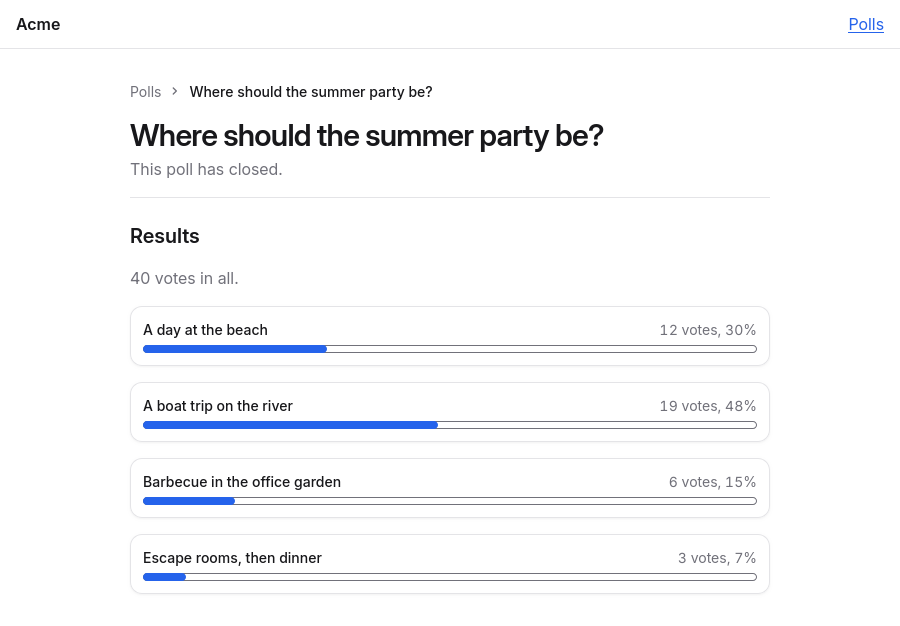 Acme
Polls
Polls > Where should the summer party be?
Where should the summer party be?
This poll has closed.
Results
40 votes in all.
A day at the beach 12 votes, 30%
A boat trip on the river 19 votes, 48%
Barbecue in the office garden 6 votes, 15%
Escape rooms, then dinner 3 votes, 7%